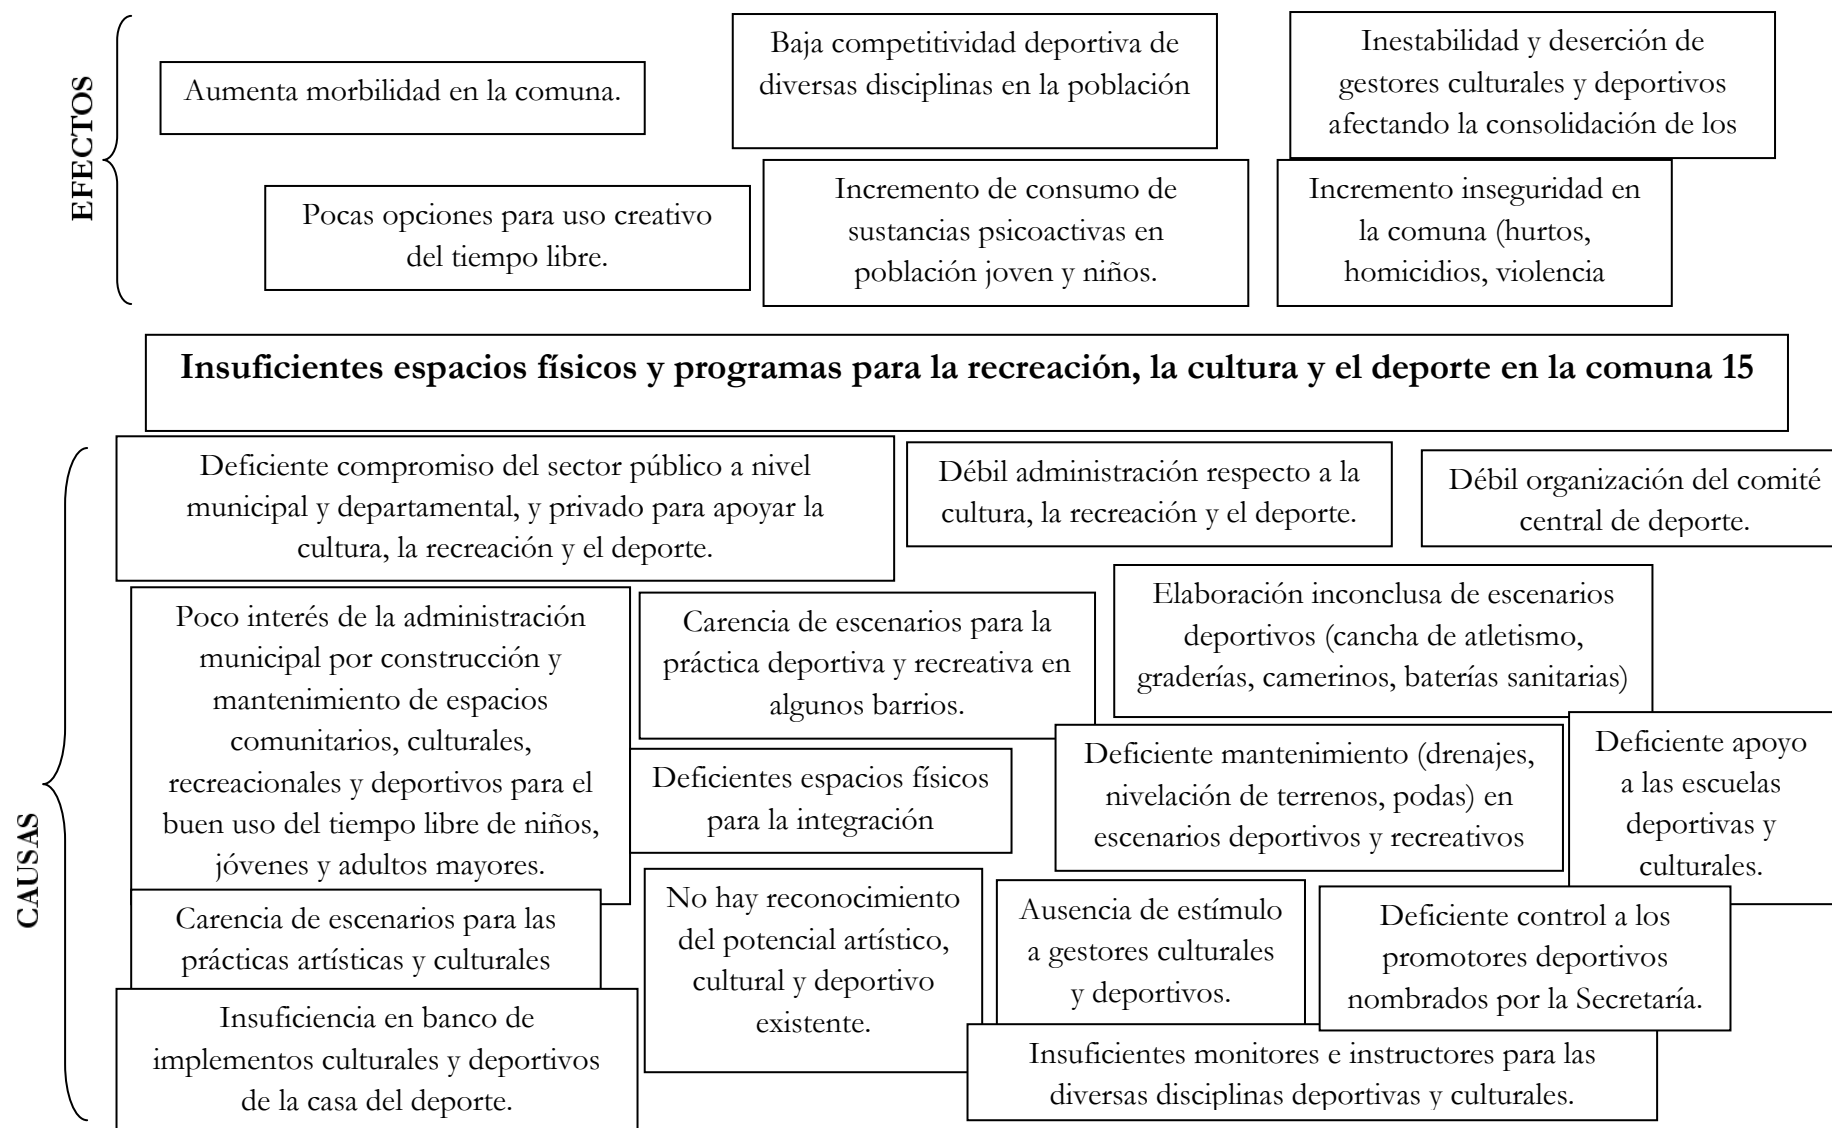 EFECTOS
Aumenta morbilidad en la comuna.
Baja competitividad deportiva de
diversas disciplinas en la población
Inestabilidad y deserción de
gestores culturales y deportivos
afectando la consolidación de los
Pocas opciones para uso creativo
del tiempo libre.
Incremento de consumo de
sustancias psicoactivas en
población joven y niños.
Incremento inseguridad en
la comuna (hurtos,
homicidios, violencia
Insuficientes espacios físicos y programas para la recreación, la cultura y el deporte en la comuna 15
CAUSAS
Deficiente compromiso del sector público a nivel
municipal y departamental, y privado para apoyar la
cultura, la recreación y el deporte.
Débil administración respecto a la
cultura, la recreación y el deporte.
Débil organización del comité
central de deporte.
Poco interés de la administración
municipal por construcción y
mantenimiento de espacios
comunitarios, culturales,
recreacionales y deportivos para el
buen uso del tiempo libre de niños,
jóvenes y adultos mayores.
Carencia de escenarios para la
práctica deportiva y recreativa en
algunos barrios.
Elaboración inconclusa de escenarios
deportivos (cancha de atletismo,
graderías, camerinos, baterías sanitarias)
Deficientes espacios físicos
para la integración
Deficiente mantenimiento (drenajes,
nivelación de terrenos, podas) en
escenarios deportivos y recreativos
Deficiente apoyo
a las escuelas
deportivas y
culturales.
Carencia de escenarios para las
prácticas artísticas y culturales
No hay reconocimiento
del potencial artístico,
cultural y deportivo
existente.
Ausencia de estímulo
a gestores culturales
y deportivos.
Deficiente control a los
promotores deportivos
nombrados por la Secretaría.
Insuficiencia en banco de
implementos culturales y deportivos
de la casa del deporte.
Insuficientes monitores e instructores para las
diversas disciplinas deportivas y culturales.